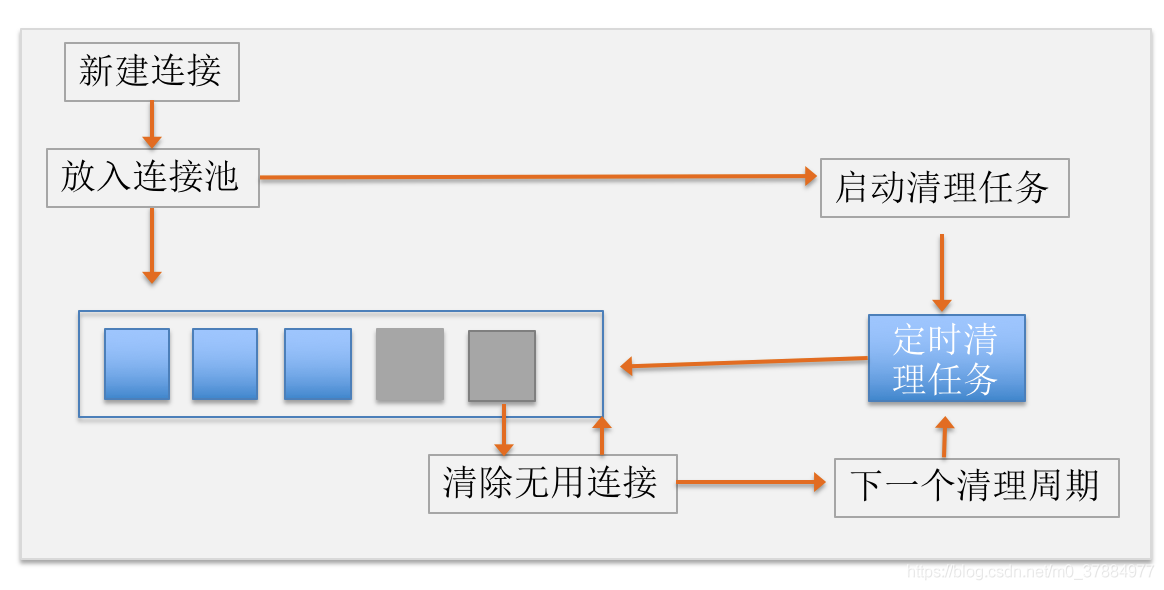 新建连接
放入连接池
启动清理任务
定时清
理任务
清除无用连接
下一个清理周期
https://blog.csdn.net/m0_37884977